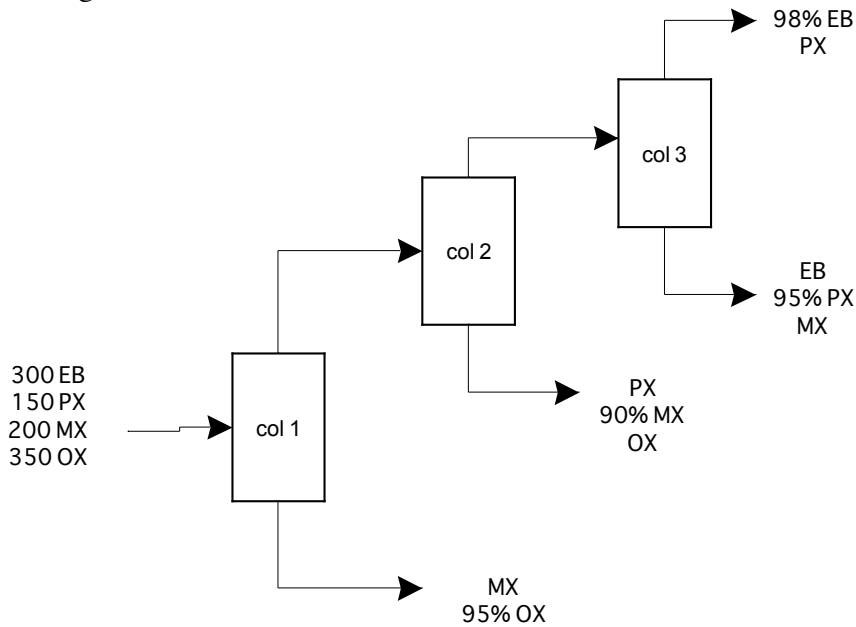 98% EB
PX
col 3
col 2
EB
95% PX
MX
300 EB
150 PX
200 MX
350 OX
col 1
PX
90% MX
OX
MX
95% OX